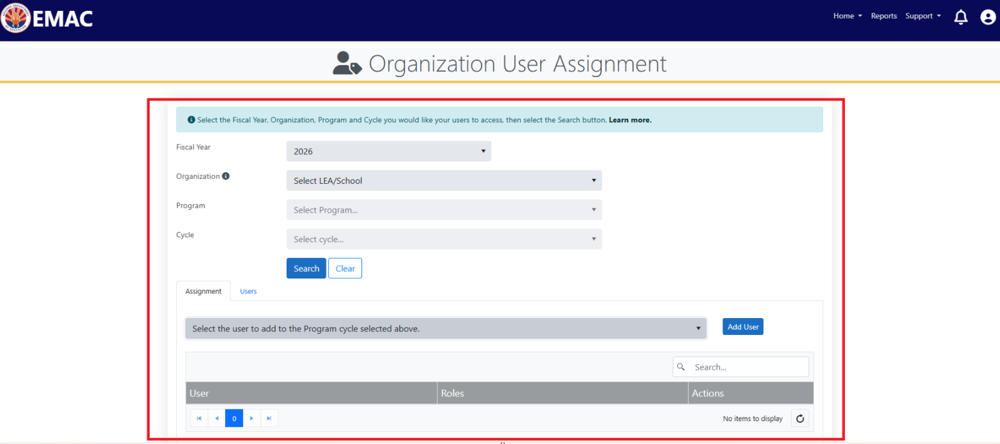 EMAC
Home
Reports
Support
Organization User Assignment
Select the Fiscal Year, Organization, Program and Cycle you would like your users to access, then select the Search button. Learn more.
Fiscal Year
2026
Organization
Select LEA/School
Program
Select Program...
Cycle
Select cycle...
Search
Clear
Assignment
Users
Select the user to add to the Program cycle selected above.
Add User
Search...
User
Roles
Actions
0
No items to display